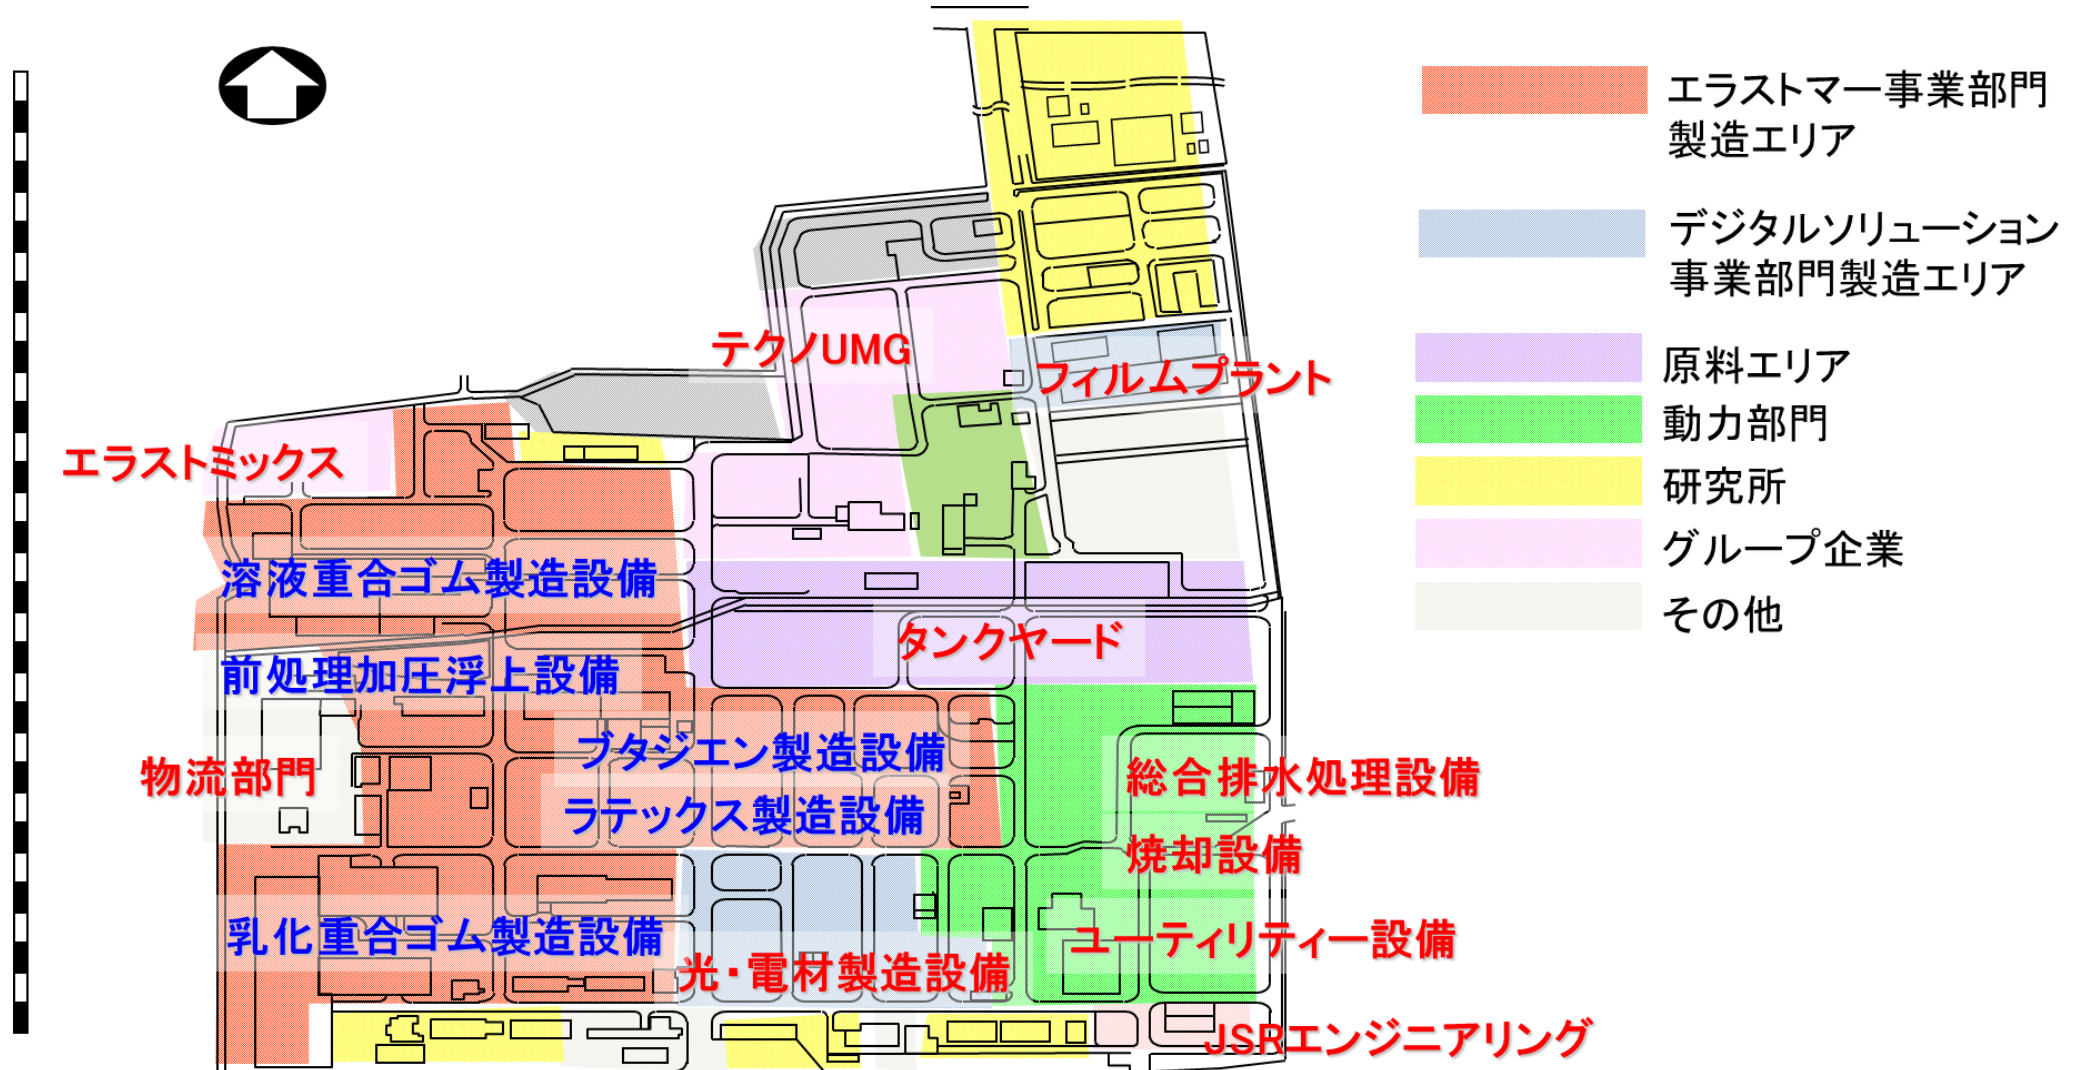 エラストマー事業部門
製造エリア
デジタルソリューション
事業部門製造エリア
原料エリア
動力部門
研究所
グループ企業
その他
テクノUMG
フィルムプラント
エラストミックス
溶液重合ゴム製造設備
タンクヤード
前処理加圧浮上設備
ブタジエン製造設備
物流部門
総合排水処理設備
ラテックス製造設備
焼却設備
乳化重合ゴム製造設備
ユーティリティー設備
光・電材製造設備
JSRエンジニアリング